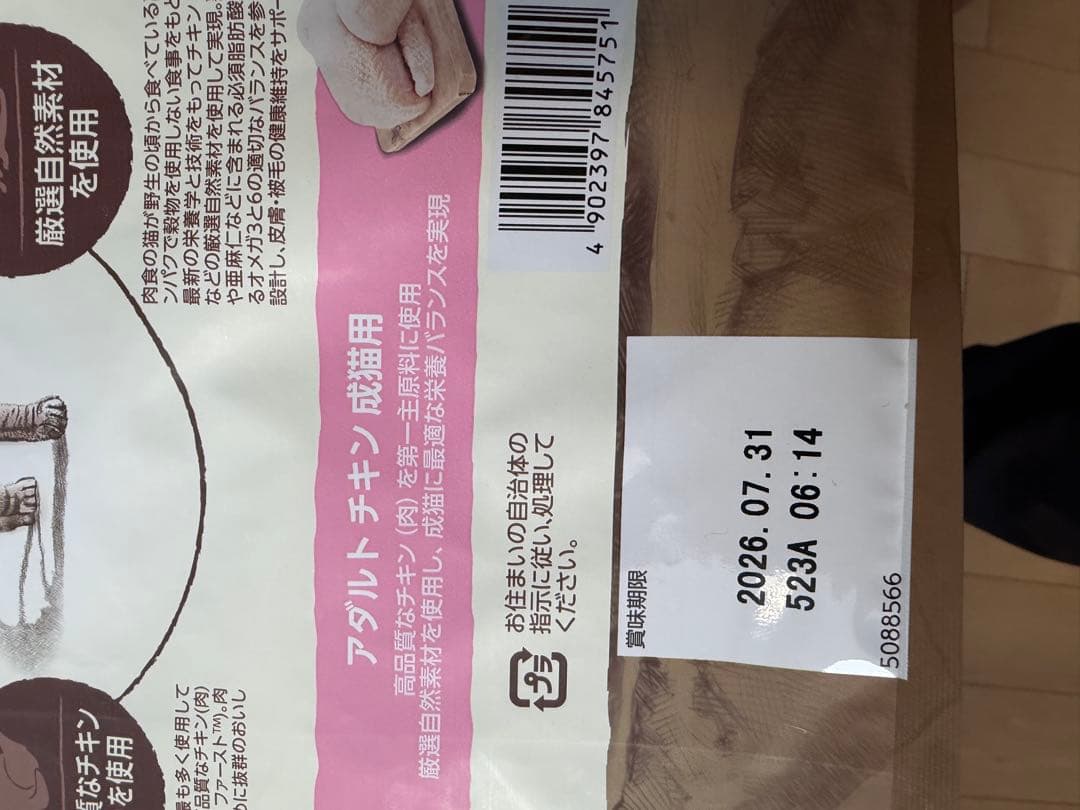 厳選自然素材
を使用
肉食の猫が野生の頃から食べている
ンパクで穀物を使用しない食事をもと
最新の栄養学と技術をもってチキン
などの厳選自然素材を使用して実現。
や亜麻仁などに含まれる必須脂肪酸
るオメガ3と6の適切なバランスを参
設計し、皮膚・被毛の健康維持をサポー
質なチキン
を使用
最も多く使用して
品質なチキン(肉)
ファースト™)。肉
めに抜群のおいし
アダルト チキン 成猫用
高品質なチキン(肉)を第一主原料に使用
厳選自然素材を使用し、成猫に最適な栄養バランスを実現
4 902397 845751
プラ
お住まいの自治体の
指示に従い、処理して
ください。
賞味期限
2026. 07. 31
523A 06:14
5088566